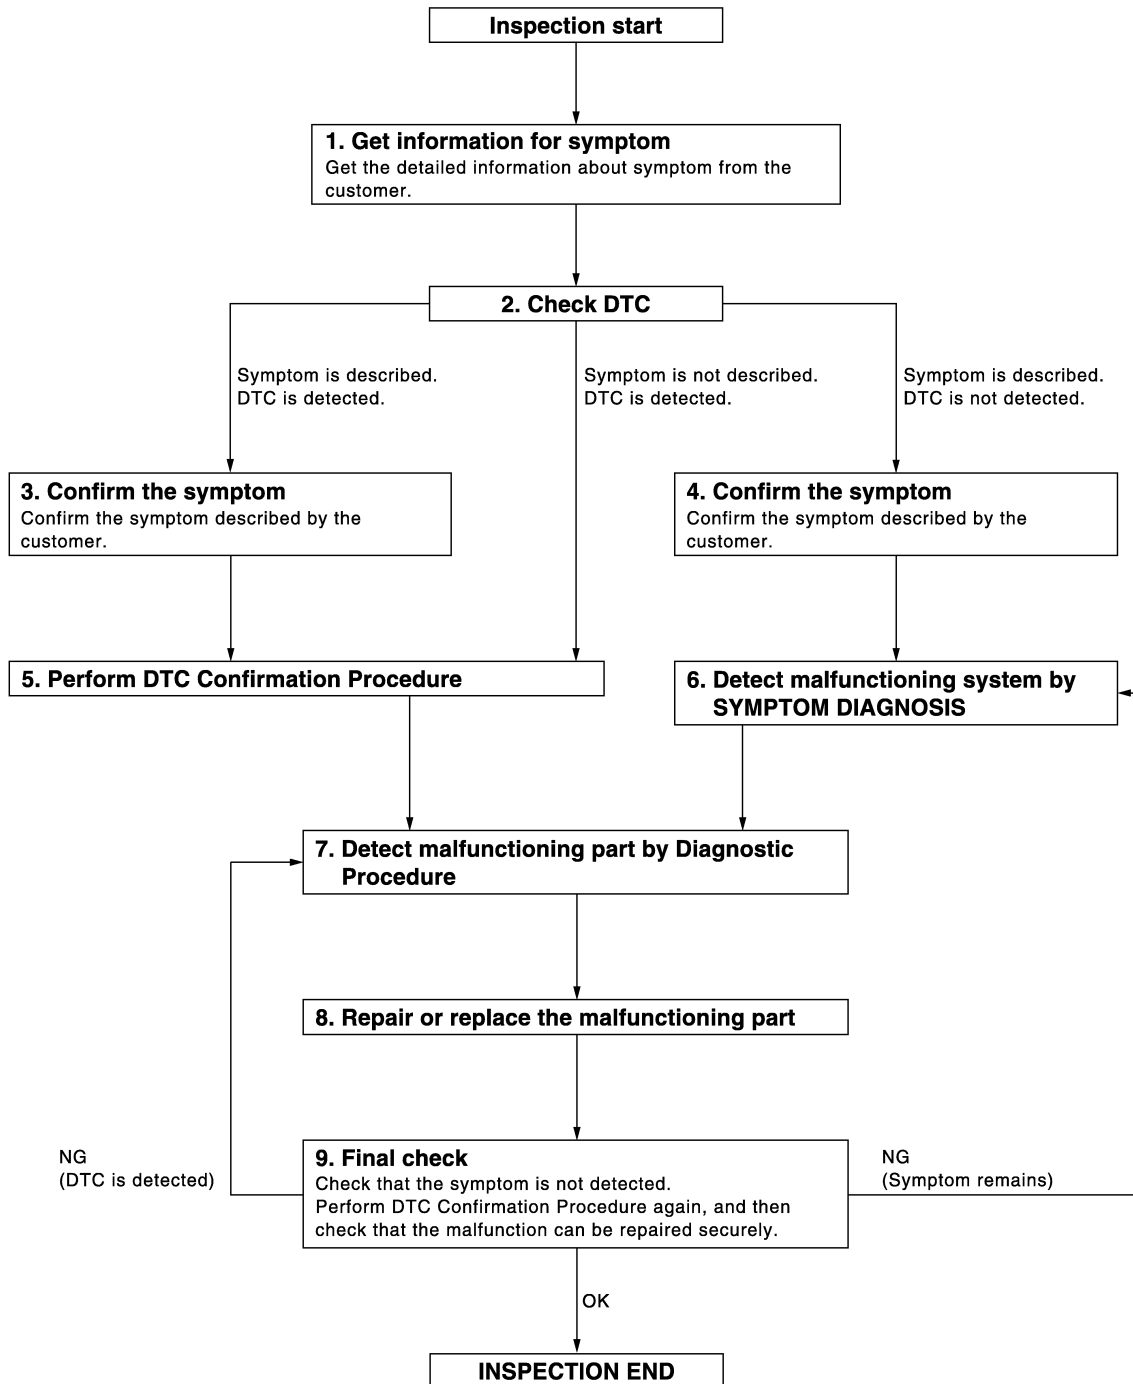 Inspection start
1. Get information for symptom
Get the detailed information about symptom from the
customer.
2. Check DTC
Symptom is described.
DTC is detected.
Symptom is not described.
DTC is detected.
Symptom is described.
DTC is not detected.
3. Confirm the symptom
Confirm the symptom described by the
customer.
4. Confirm the symptom
Confirm the symptom described by the
customer.
5. Perform DTC Confirmation Procedure
6. Detect malfunctioning system by
SYMPTOM DIAGNOSIS
7. Detect malfunctioning part by Diagnostic
Procedure
8. Repair or replace the malfunctioning part
NG
(DTC is detected)
9. Final check
Check that the symptom is not detected.
Perform DTC Confirmation Procedure again, and then
check that the malfunction can be repaired securely.
NG
(Symptom remains)
OK
INSPECTION END